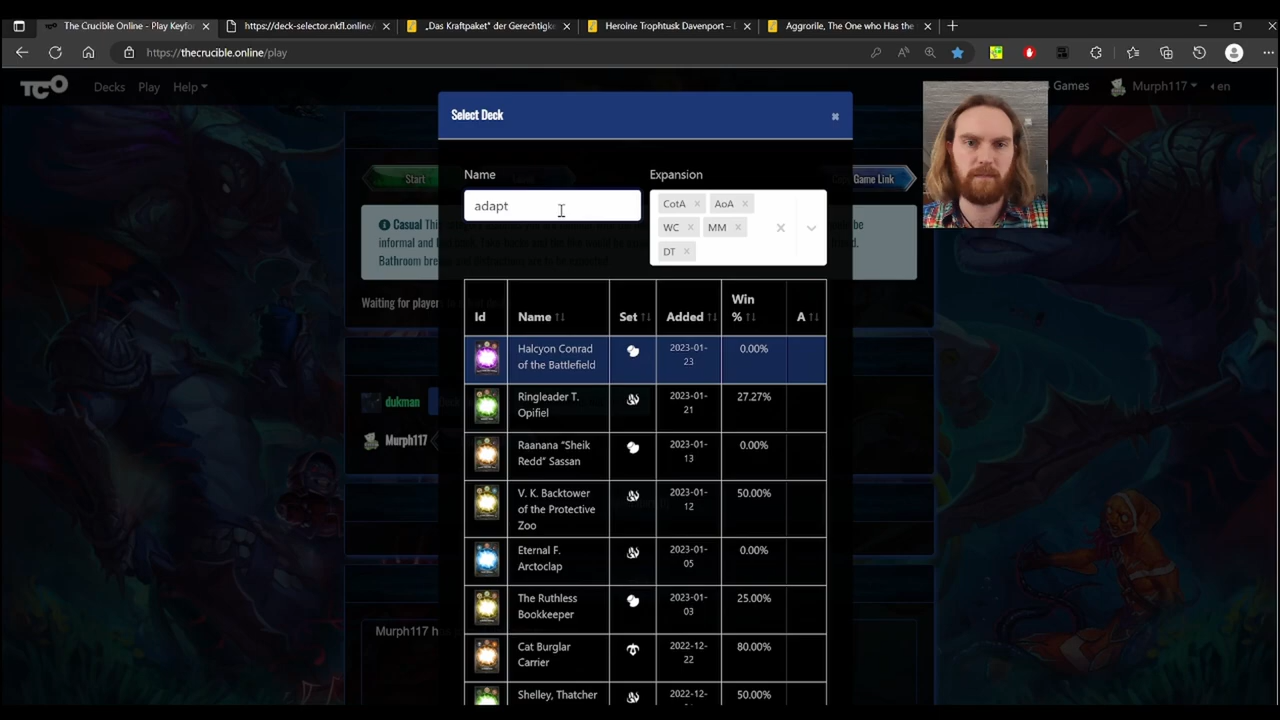 The Crucible Online - Play Keyfor
https://deck-selector.nkfl.online/
„Das Kraftpaket“ der Gerechtigke
Heroine Trophtusk Davenport –
Aggrorile, The One who Has the
https://thecrucible.online/play
TCO
Decks
Play
Help
Games
Murph117
en
Select Deck
Start
Game Link
Name
Expansion
adapt
CotA
AoA
WC
MM
DT
Casual
Waiting for player
dukman
Murph117
Murph117 has
Id
Name
Set
Added
Win
%
A
Halcyon Conrad
of the Battlefield
2023-01-
23
0.00%
Ringleader T.
Opifiel
2023-01-
21
27.27%
Raanana “Sheik
Redd” Sassan
2023-01-
13
0.00%
V. K. Backtower
of the Protective
Zoo
2023-01-
12
50.00%
Eternal F.
Arctoclap
2023-01-
05
0.00%
The Ruthless
Bookkeeper
2023-01-
03
25.00%
Cat Burglar
Carrier
2022-12-
22
80.00%
Shelley, Thatcher
2022-12-
50.00%